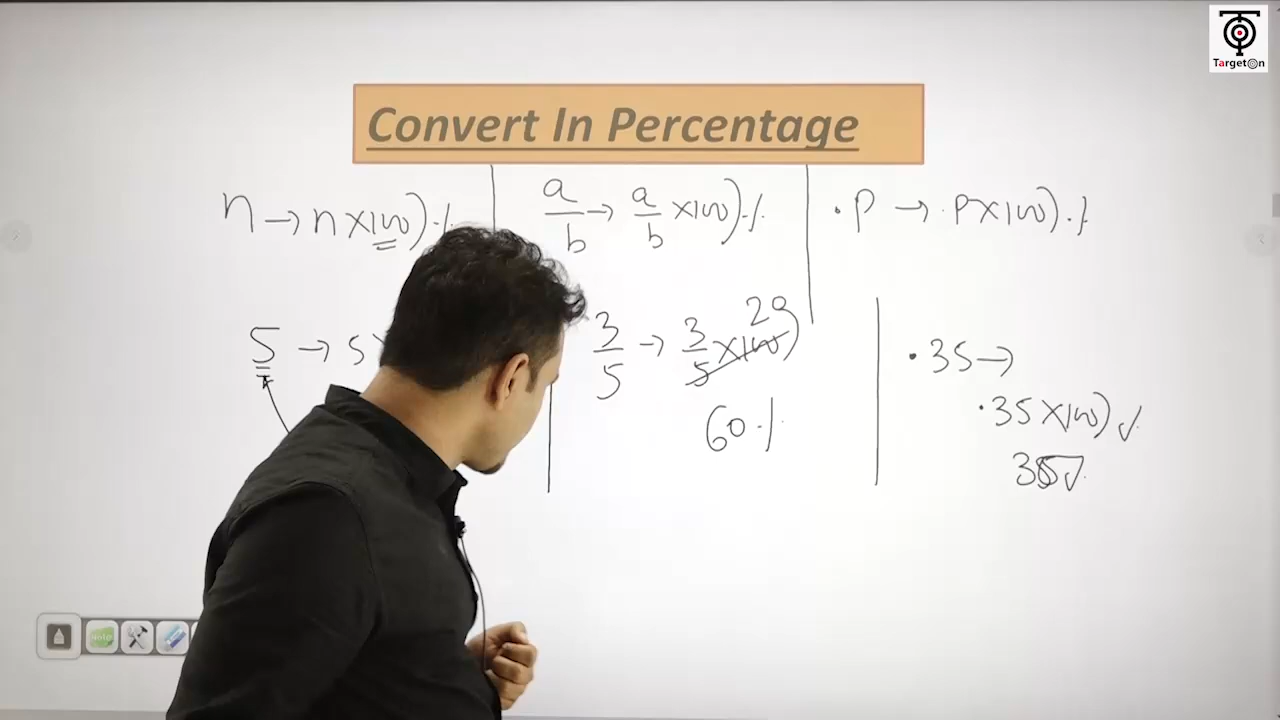 TargetOn
Convert In Percentage
n → n×100).%
a/b → a/b ×100).%
.p → .p×100).%
5 → 5×
3/5 → 3/5 ×100) 20
60.%
.35 →
.35×100)
35